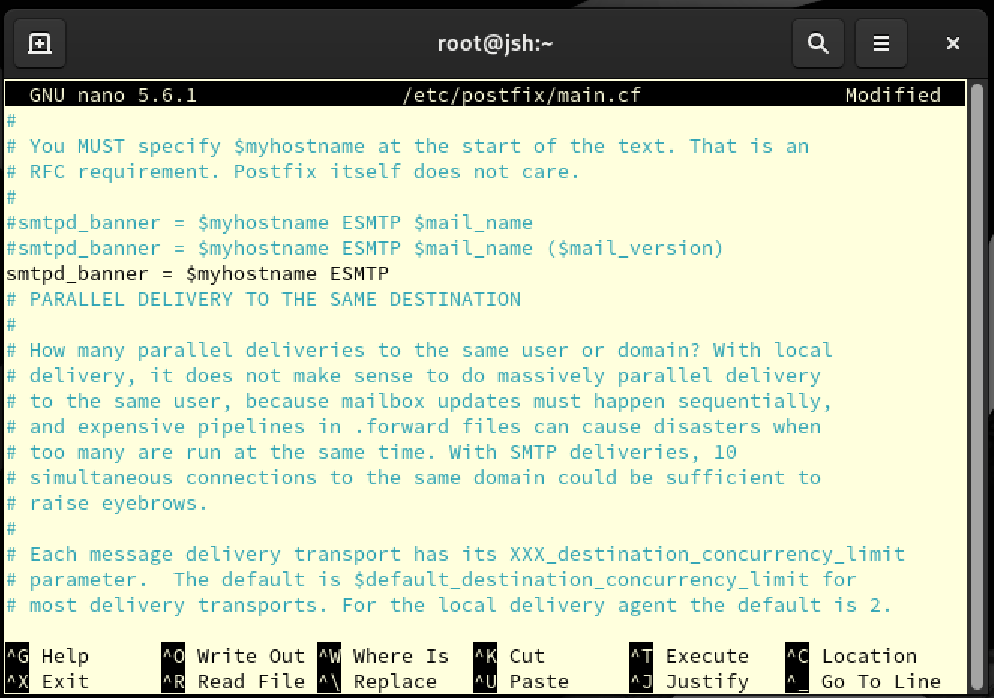 root@jsh:~
GNU nano 5.6.1 /etc/postfix/main.cf Modified
#
# You MUST specify $myhostname at the start of the text. That is an
# RFC requirement. Postfix itself does not care.
#
#smtpd_banner = $myhostname ESMTP $mail_name
#smtpd_banner = $myhostname ESMTP $mail_name ($mail_version)
smtpd_banner = $myhostname ESMTP
# PARALLEL DELIVERY TO THE SAME DESTINATION
#
# How many parallel deliveries to the same user or domain? With local
# delivery, it does not make sense to do massively parallel delivery
# to the same user, because mailbox updates must happen sequentially,
# and expensive pipelines in .forward files can cause disasters when
# too many are run at the same time. With SMTP deliveries, 10
# simultaneous connections to the same domain could be sufficient to
# raise eyebrows.
#
# Each message delivery transport has its XXX_destination_concurrency_limit
# parameter.  The default is $default_destination_concurrency_limit for
# most delivery transports. For the local delivery agent the default is 2.
^G Help ^O Write Out ^W Where Is ^K Cut ^T Execute ^C Location
^X Exit ^R Read File ^\ Replace ^U Paste ^J Justify ^_ Go To Line